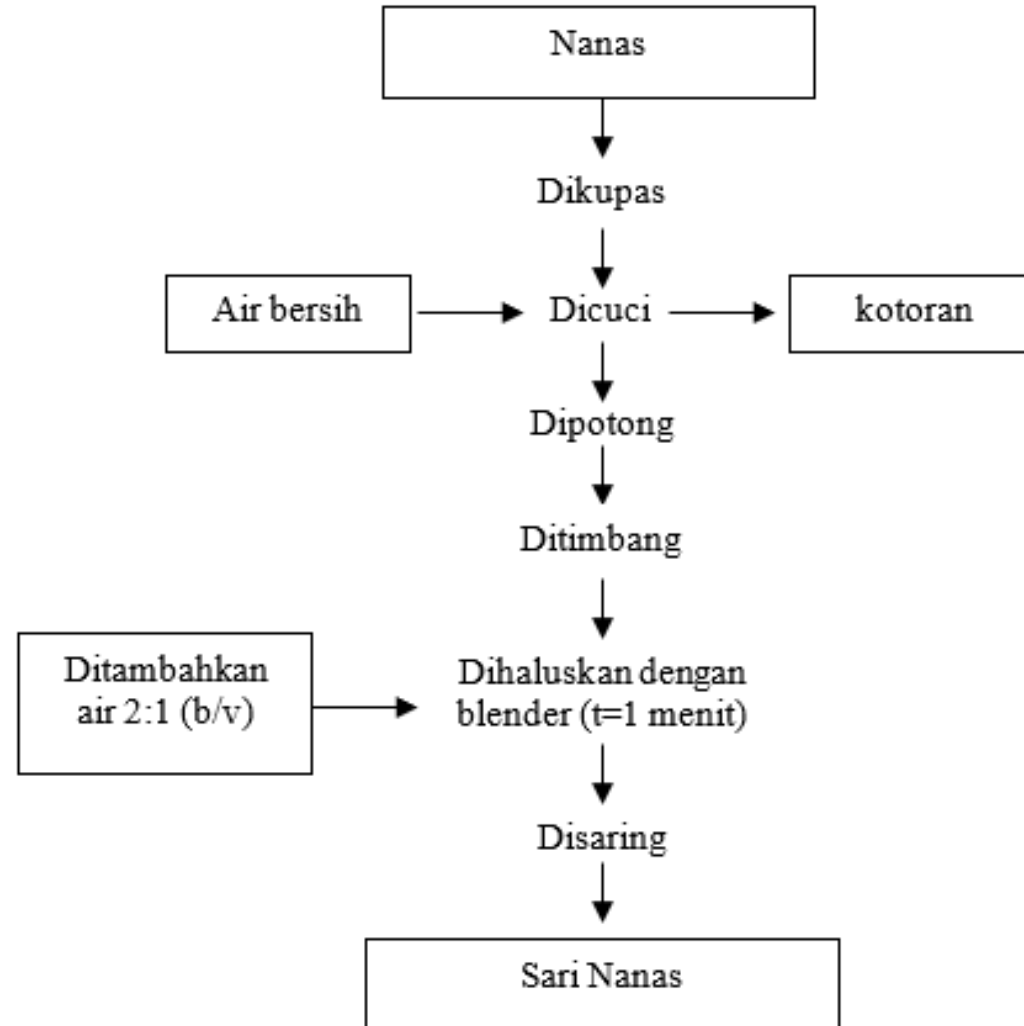 Nanas
Dikupas
Air bersih
Dicuci
kotoran
Dipotong
Ditimbang
Ditambahkan
air 2:1 (b/v)
Dihaluskan dengan
blender (t=1 menit)
Disaring
Sari Nanas